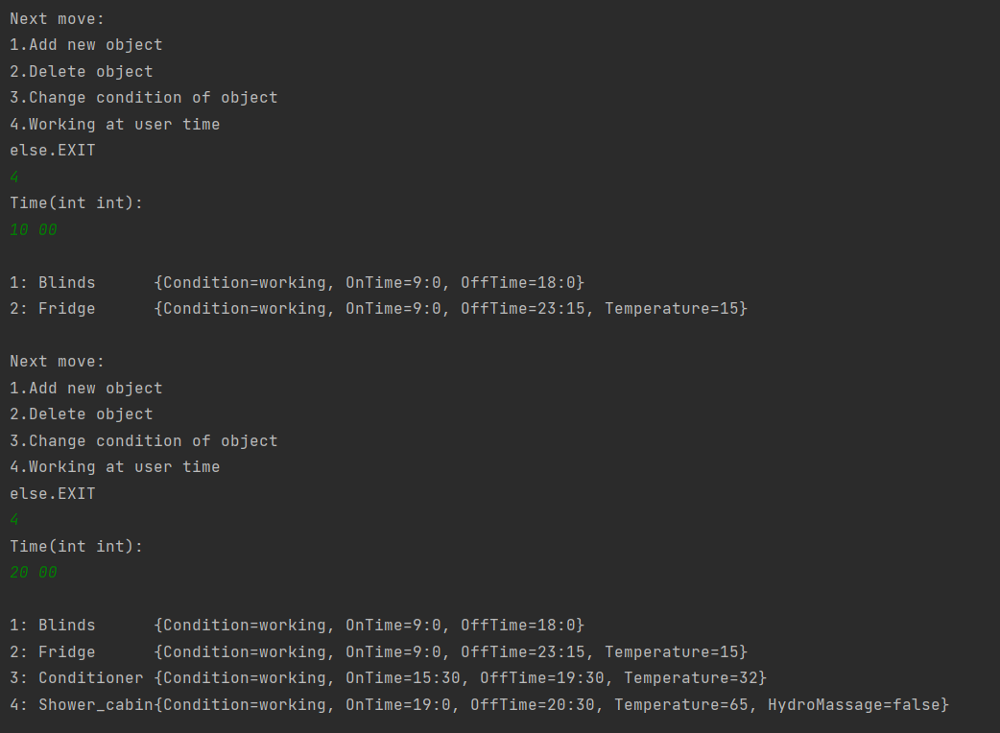 Next move:
1.Add new object
2.Delete object
3.Change condition of object
4.Working at user time
else.EXIT
4
Time(int int):
10 00
1: Blinds      {Condition=working, OnTime=9:0, OffTime=18:0}
2: Fridge      {Condition=working, OnTime=9:0, OffTime=23:15, Temperature=15}
Next move:
1.Add new object
2.Delete object
3.Change condition of object
4.Working at user time
else.EXIT
4
Time(int int):
20 00
1: Blinds      {Condition=working, OnTime=9:0, OffTime=18:0}
2: Fridge      {Condition=working, OnTime=9:0, OffTime=23:15, Temperature=15}
3: Conditioner {Condition=working, OnTime=15:30, OffTime=19:30, Temperature=32}
4: Shower_cabin{Condition=working, OnTime=19:0, OffTime=20:30, Temperature=65, HydroMassage=false}